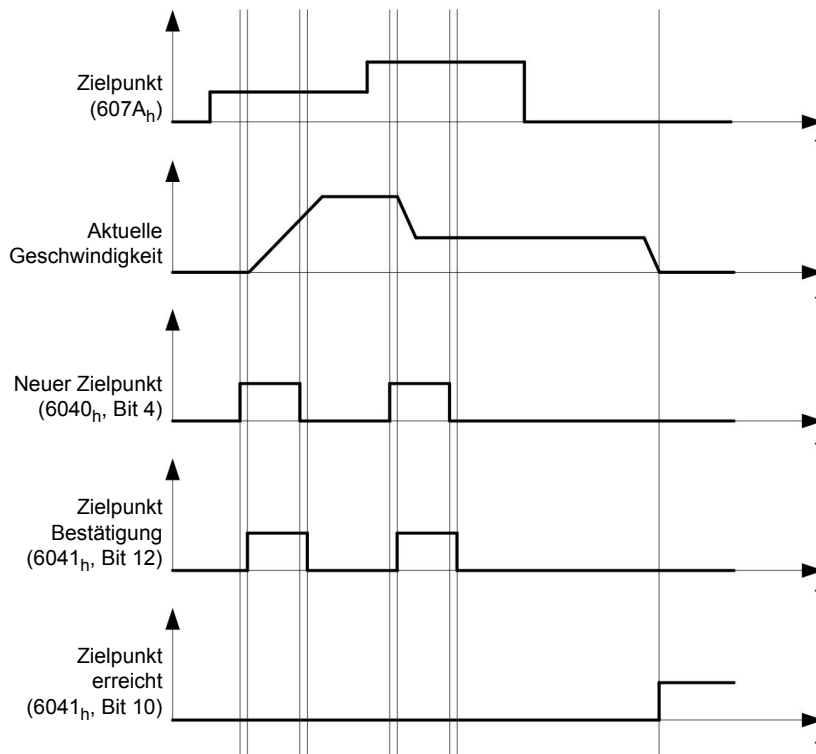 Zielpunkt
(607Ah)
Aktuelle
Geschwindigkeit
Neuer Zielpunkt
(6040h, Bit 4)
Zielpunkt
Bestätigung
(6041h, Bit 12)
Zielpunkt
erreicht
(6041h, Bit 10)